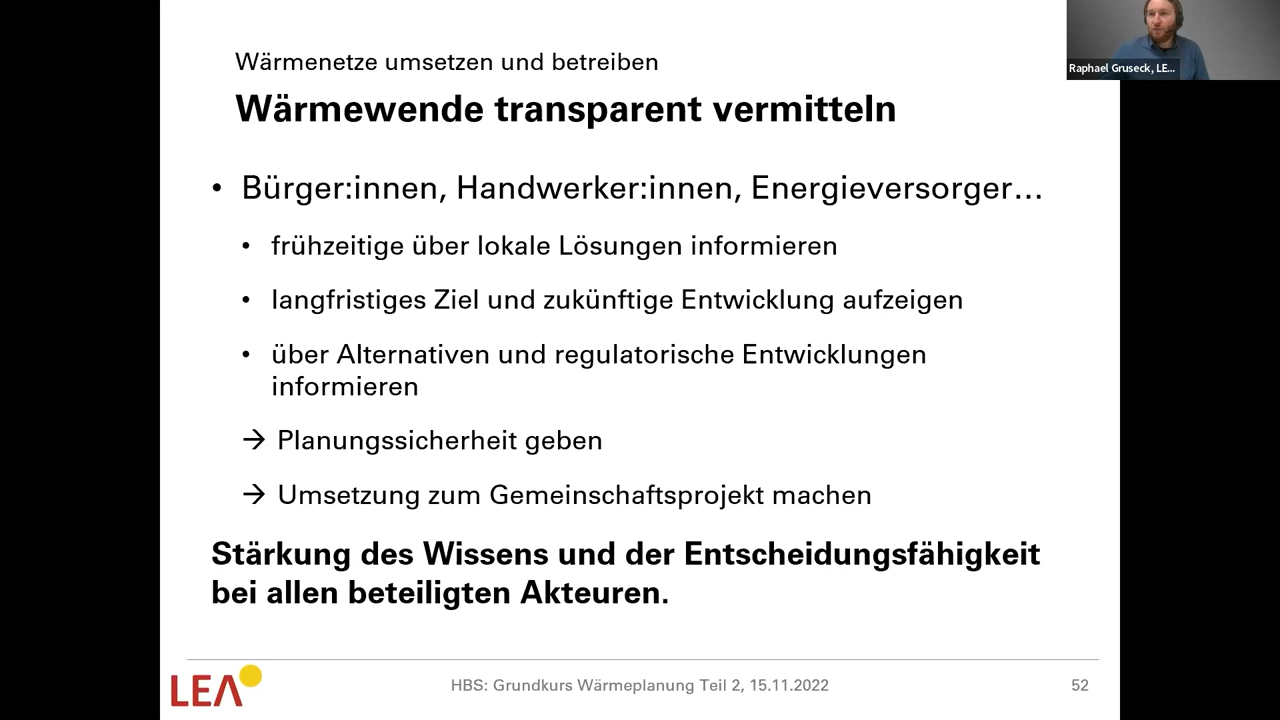 Wärmenetze umsetzen und betreiben
Raphael Gruseck, LE...
Wärmewende transparent vermitteln
• Bürger:innen, Handwerker:innen, Energieversorger…
• frühzeitige über lokale Lösungen informieren
• langfristiges Ziel und zukünftige Entwicklung aufzeigen
• über Alternativen und regulatorische Entwicklungen
informieren
→ Planungssicherheit geben
→ Umsetzung zum Gemeinschaftsprojekt machen
Stärkung des Wissens und der Entscheidungsfähigkeit
bei allen beteiligten Akteuren.
LEA
HBS: Grundkurs Wärmeplanung Teil 2, 15.11.2022
52